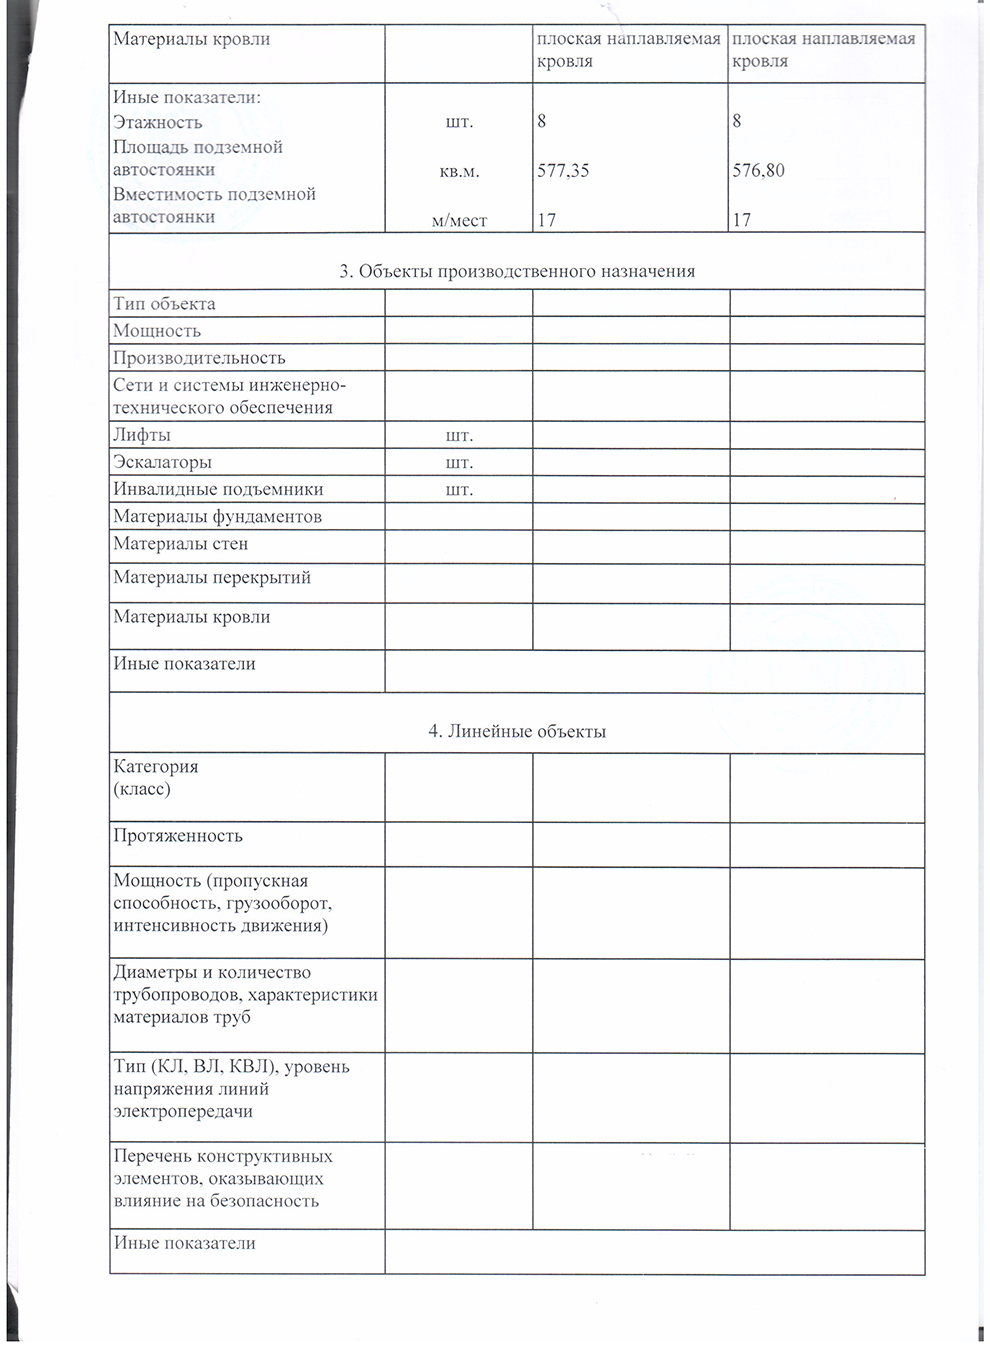 Материалы кровли
плоская наплавляемая
кровля
плоская наплавляемая
кровля
Иные показатели:
Этажность
шт.
8
8
Площадь подземной
автостоянки
кв.м.
577,35
576,80
Вместимость подземной
автостоянки
м/мест
17
17
3. Объекты производственного назначения
Тип объекта
Мощность
Производительность
Сети и системы инженерно-
технического обеспечения
Лифты
шт.
Эскалаторы
шт.
Инвалидные подъемники
шт.
Материалы фундаментов
Материалы стен
Материалы перекрытий
Материалы кровли
Иные показатели
4. Линейные объекты
Категория
(класс)
Протяженность
Мощность (пропускная
способность, грузооборот,
интенсивность движения)
Диаметры и количество
трубопроводов, характеристики
материалов труб
Тип (КЛ, ВЛ, КВЛ), уровень
напряжения линий
электропередачи
Перечень конструктивных
элементов, оказывающих
влияние на безопасность
Иные показатели